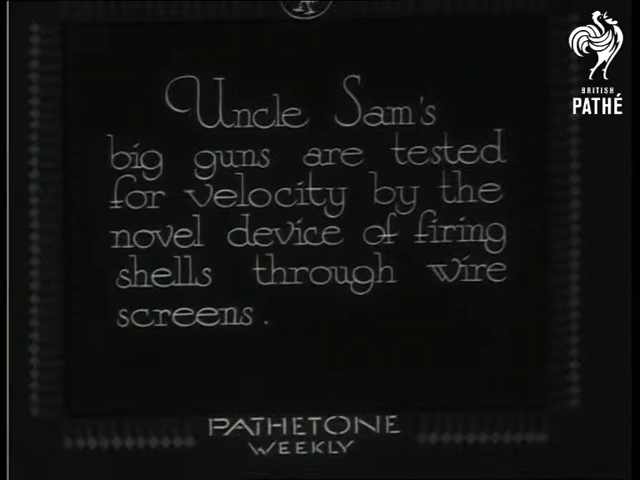 Uncle Sam's
big guns are tested
for velocity by the
novel device of firing
shells through wire
screens.
PATHETONE
WEEKLY
BRITISH
PATHÉ